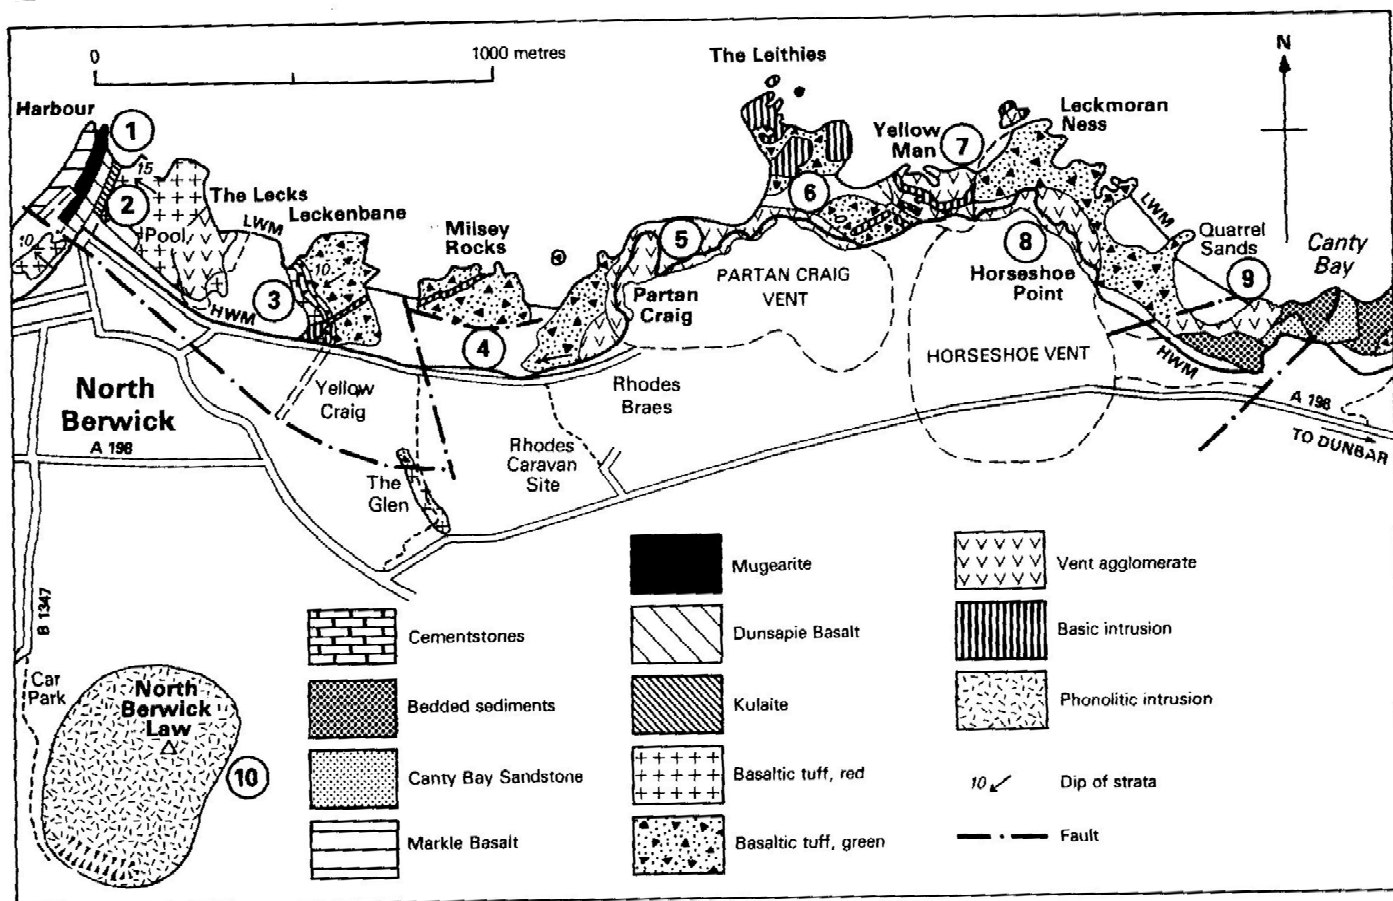 0
1000 metres
The Leithies
N
Harbour
1
Leckmoran
Ness
Yellow
Man
7
15
The Lecks
2
Leckenbane
LWM
6
LWM
Pool
Milsey
Rocks
5
Quarrel
Sands
Canty
Bay
10
8
10
3
9
PARTAN CRAIG
VENT
Horseshoe
Point
Partan
Craig
HWM
4
HORSESHOE VENT
HWM
North
Berwick
Yellow
Craig
Rhodes
Braes
A 198
A 198
TO DUNBAR
Rhodes
Caravan
Site
The
Glen
B 1347
Car
Park
North
Berwick
Law
10
Cementstones
Bedded sediments
Canty Bay Sandstone
Markle Basalt
Mugearite
Dunsapie Basalt
Kulaite
Basaltic tuff, red
Basaltic tuff, green
Vent agglomerate
Basic intrusion
Phonolitic intrusion
10
Dip of strata
Fault